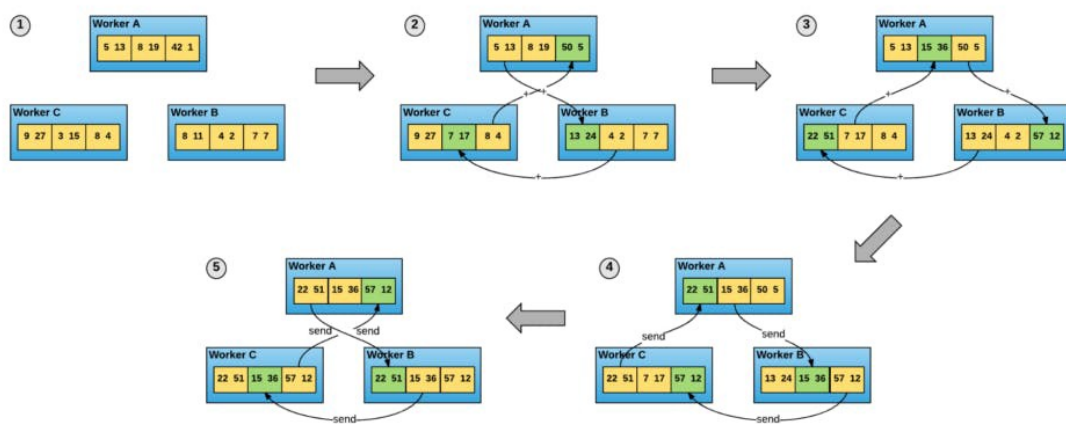 1
Worker A
5 13 8 19 42 1
Worker C
9 27 3 15 8 4
Worker B
8 11 4 2 7 7
2
Worker A
5 13 8 19 50 5
+ +
Worker C
9 27 7 17 8 4
Worker B
13 24 4 2 7 7
+
3
Worker A
5 13 15 36 50 5
+ +
Worker C
22 51 7 17 8 4
Worker B
13 24 4 2 57 12
+
4
Worker A
22 51 15 36 50 5
send send
Worker C
22 51 7 17 57 12
Worker B
13 24 15 36 57 12
send
5
Worker A
22 51 15 36 57 12
send send
Worker C
22 51 15 36 57 12
Worker B
22 51 15 36 57 12
send